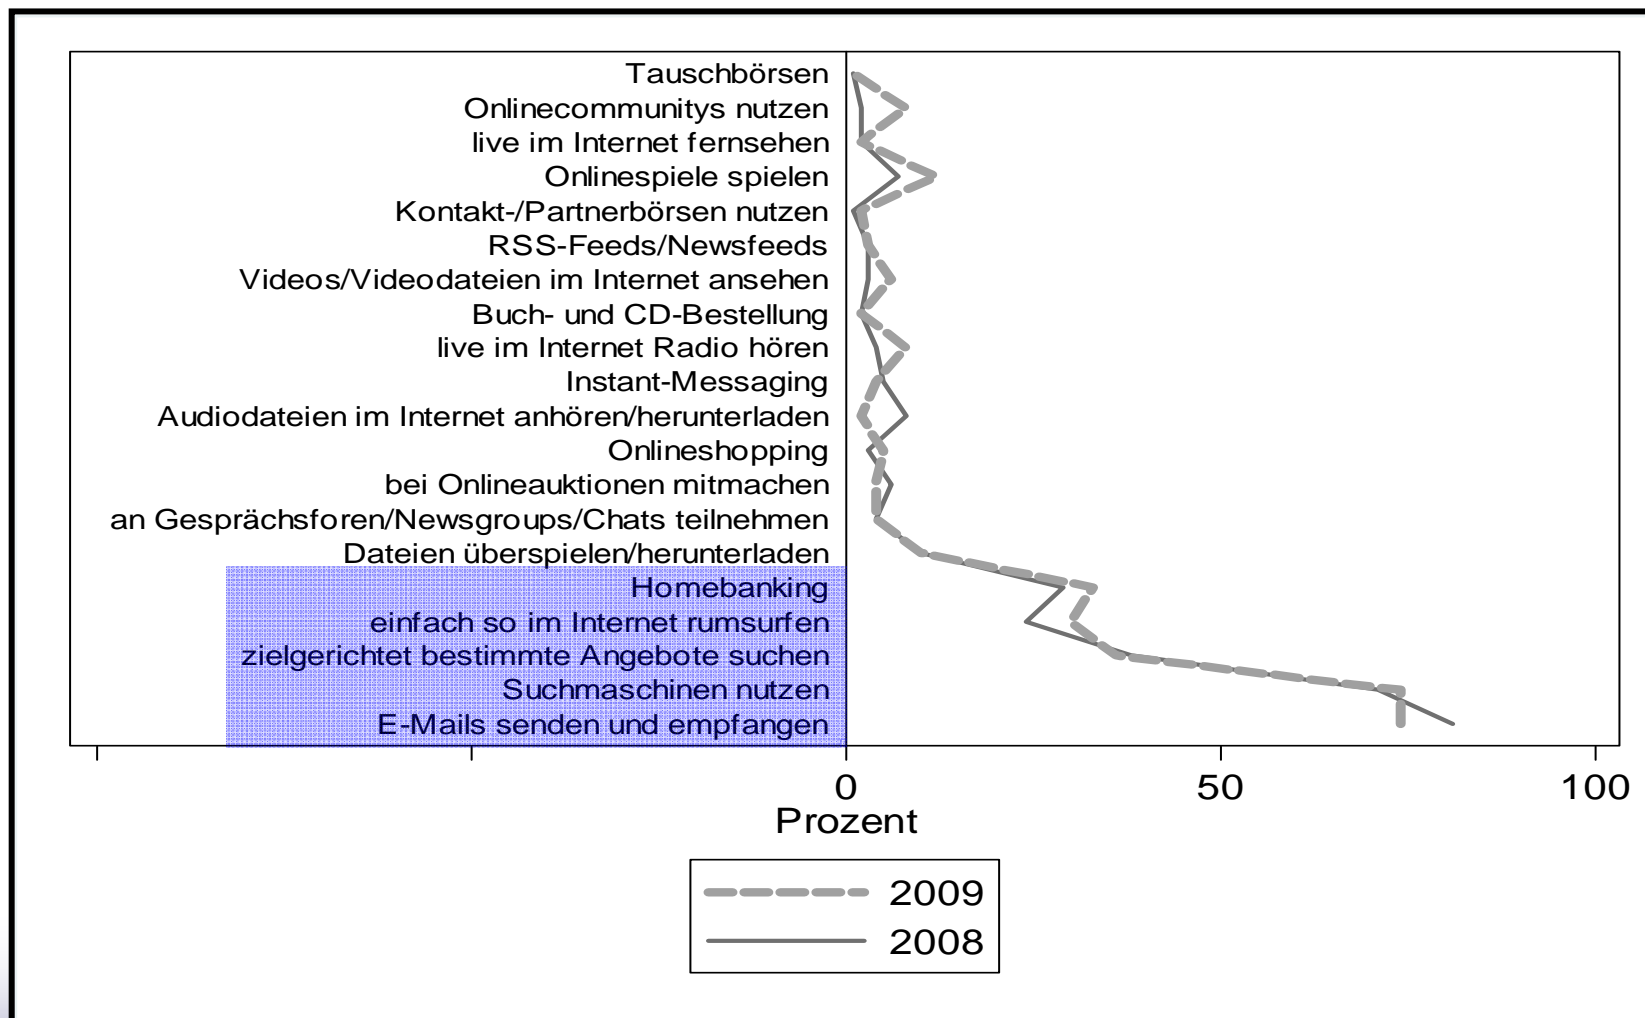 Tauschbörsen
Onlinecommunitys nutzen
live im Internet fernsehen
Onlinespiele spielen
Kontakt-/Partnerbörsen nutzen
RSS-Feeds/Newsfeeds
Videos/Videodateien im Internet ansehen
Buch- und CD-Bestellung
live im Internet Radio hören
Instant-Messaging
Audiodateien im Internet anhören/herunterladen
Onlineshopping
bei Onlineauktionen mitmachen
an Gesprächsforen/Newsgroups/Chats teilnehmen
Dateien überspielen/herunterladen
Homebanking
einfach so im Internet rumsurfen
zielgerichtet bestimmte Angebote suchen
Suchmaschinen nutzen
E-Mails senden und empfangen
0 50 100
Prozent
2009
2008